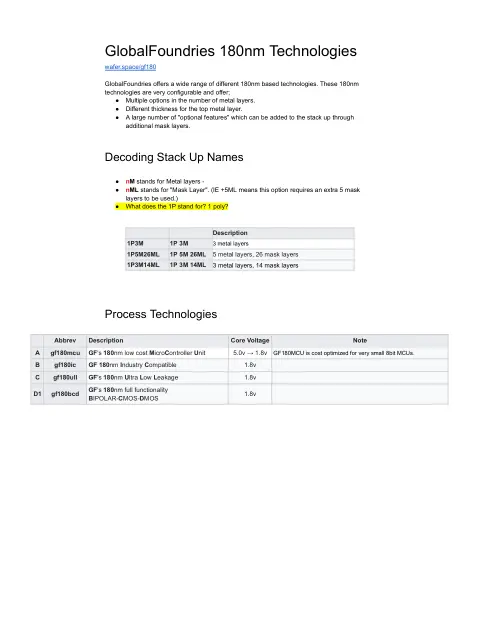 GlobalFoundries 180nm Technologies
wafer.space/gf180
GlobalFoundries offers a wide range of different 180nm based technologies. These 180nm
technologies are very configurable and offer;
● Multiple options in the number of metal layers.
● Different thickness for the top metal layer.
● A large number of "optional features" which can be added to the stack up through
additional mask layers.
Decoding Stack Up Names
● nM stands for Metal layers -
● nML stands for "Mask Layer". (IE +5ML means this option requires an extra 5 mask
layers to be used.)
● What does the 1P stand for? 1 poly?
Description
1P3M 1P 3M 3 metal layers
1P5M26ML 1P 5M 26ML 5 metal layers, 26 mask layers
1P3M14ML 1P 3M 14ML 3 metal layers, 14 mask layers
Process Technologies
Abbrev Description Core Voltage Note
A gf180mcu GF's 180nm low cost MicroController Unit 5.0v → 1.8v GF180MCU is cost optimized for very small 8bit MCUs.
B gf180ic GF 180nm Industry Compatible 1.8v
C gf180ull GF's 180nm Ultra Low Leakage 1.8v
D1 gf180bcd GF's 180nm full functionality 1.8v
BIPOLAR-CMOS-DMOS